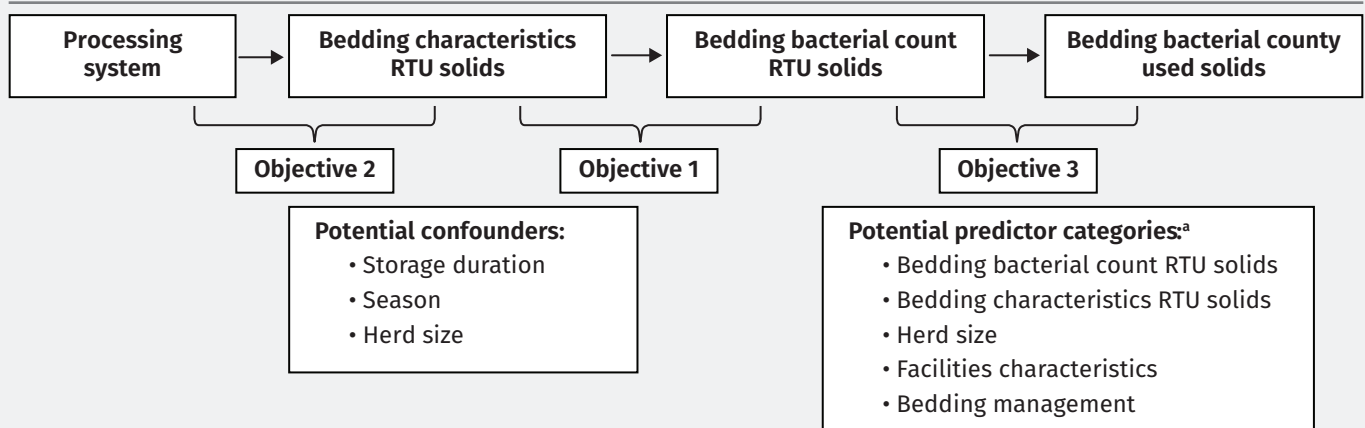 Processing
system
Bedding characteristics
RTU solids
Bedding bacterial count
RTU solids
Bedding bacterial county
used solids
Objective 2
Objective 1
Objective 3
Potential confounders:
• Storage duration
• Season
• Herd size
Potential predictor categories:a
• Bedding bacterial count RTU solids
• Bedding characteristics RTU solids
• Herd size
• Facilities characteristics
• Bedding management